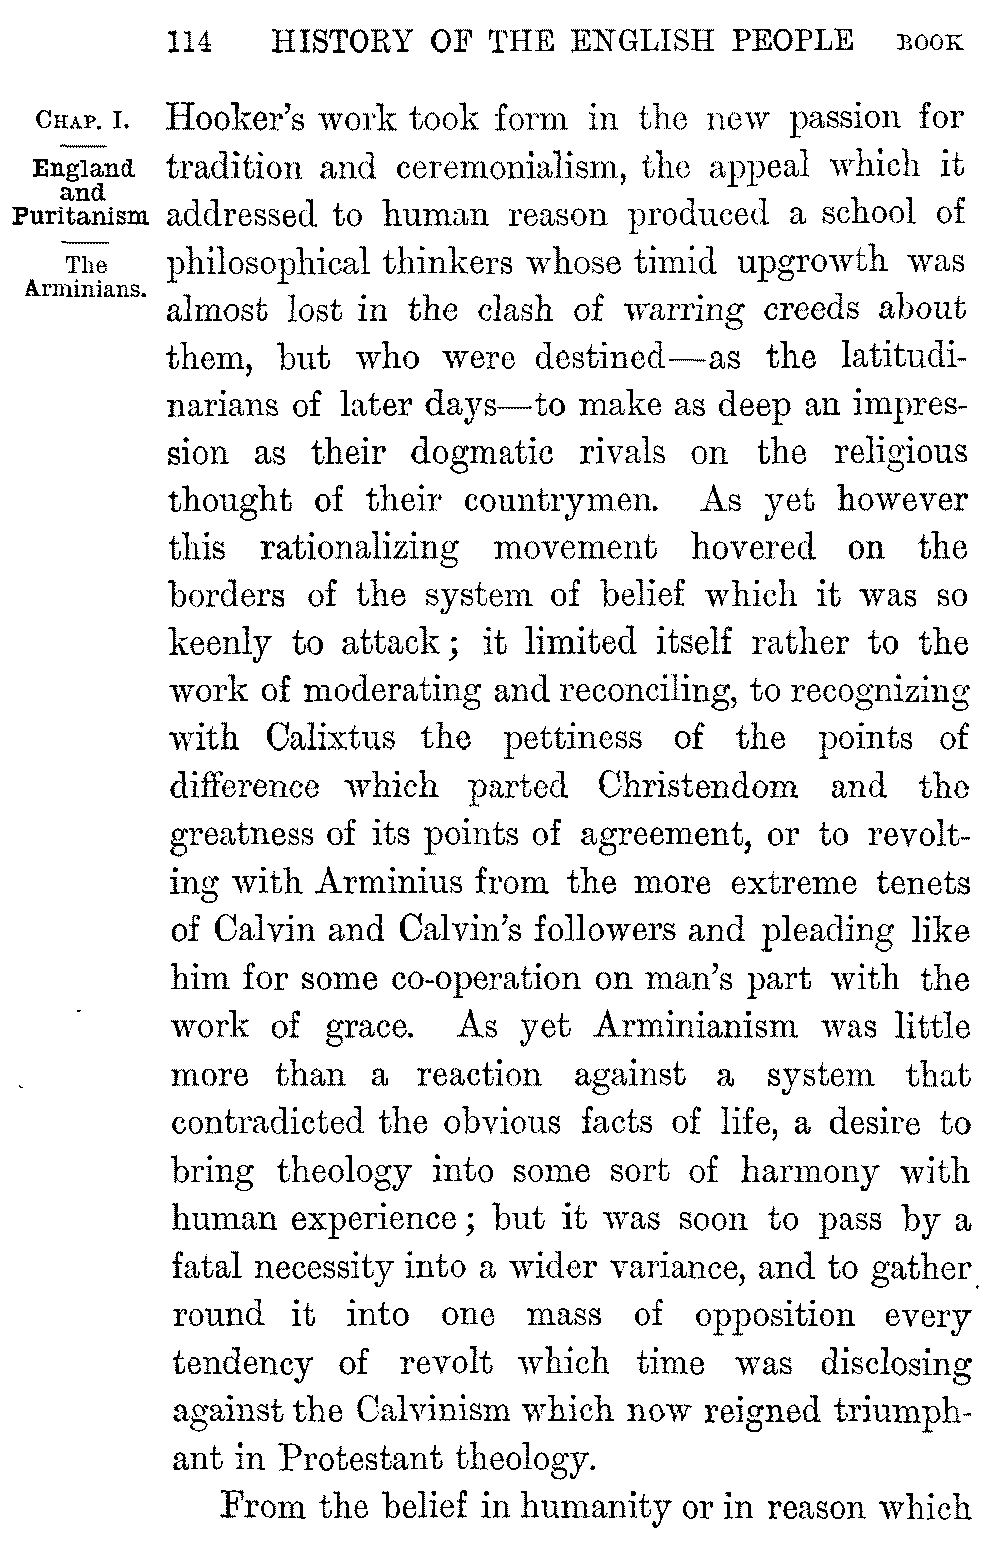 114 HISTORY OF THE ENGLISH PEOPLE BOOK
CHAP. I.
England
and
Puritanism
The
Arminians.
Hooker's work took form in the new passion for
tradition and ceremonialism, the appeal which it
addressed to human reason produced a school of
philosophical thinkers whose timid upgrowth was
almost lost in the clash of warring creeds about
them, but who were destined—as the latitudi-
narians of later days—to make as deep an impres-
sion as their dogmatic rivals on the religious
thought of their countrymen. As yet however
this rationalizing movement hovered on the
borders of the system of belief which it was so
keenly to attack; it limited itself rather to the
work of moderating and reconciling, to recognizing
with Calixtus the pettiness of the points of
difference which parted Christendom and the
greatness of its points of agreement, or to revolt-
ing with Arminius from the more extreme tenets
of Calvin and Calvin's followers and pleading like
him for some co-operation on man's part with the
work of grace. As yet Arminianism was little
more than a reaction against a system that
contradicted the obvious facts of life, a desire to
bring theology into some sort of harmony with
human experience; but it was soon to pass by a
fatal necessity into a wider variance, and to gather
round it into one mass of opposition every
tendency of revolt which time was disclosing
against the Calvinism which now reigned triumph-
ant in Protestant theology.
From the belief in humanity or in reason which